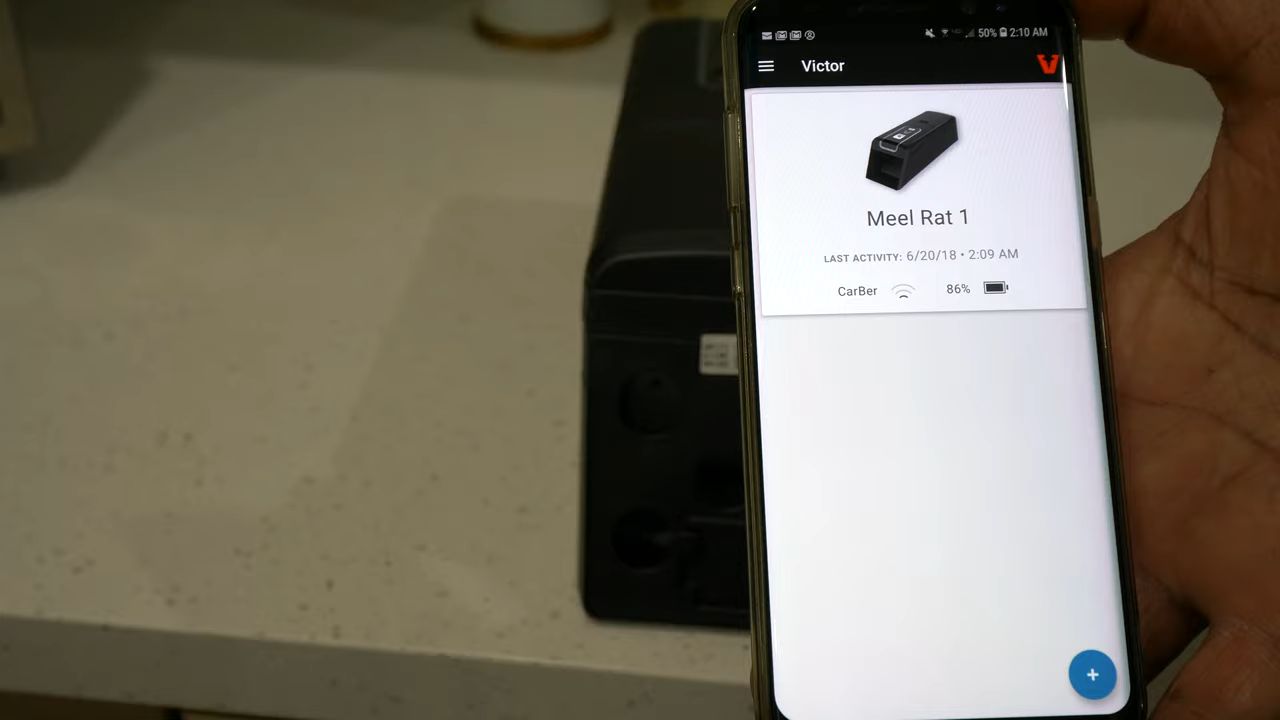 50% 2:10 AM
Victor
Meel Rat 1
LAST ACTIVITY: 6/20/18 • 2:09 AM
CarBer 86%